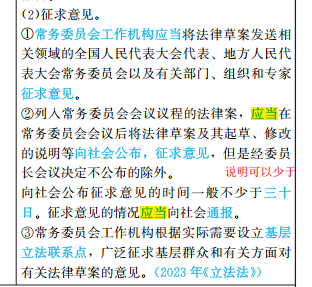 (2)征求意见。
①常务委员会工作机构应当将法律草案发送相
关领域的全国人民代表大会代表、地方人民代
表大会常务委员会以及有关部门、组织和专家
征求意见。
②列入常务委员会会议议程的法律案，应当在
常务委员会会议后将法律草案及其起草、修改
的说明等向社会公布，征求意见，但是经委员
长会议决定不公布的除外。
说明可以少于
向社会公布征求意见的时间一般不少于三十
日。征求意见的情况应当向社会通报。
③常务委员会工作机构根据实际需要设立基层
立法联系点，广泛征求基层群众和有关方面对
有关法律草案的意见。（2023 年《立法法》）